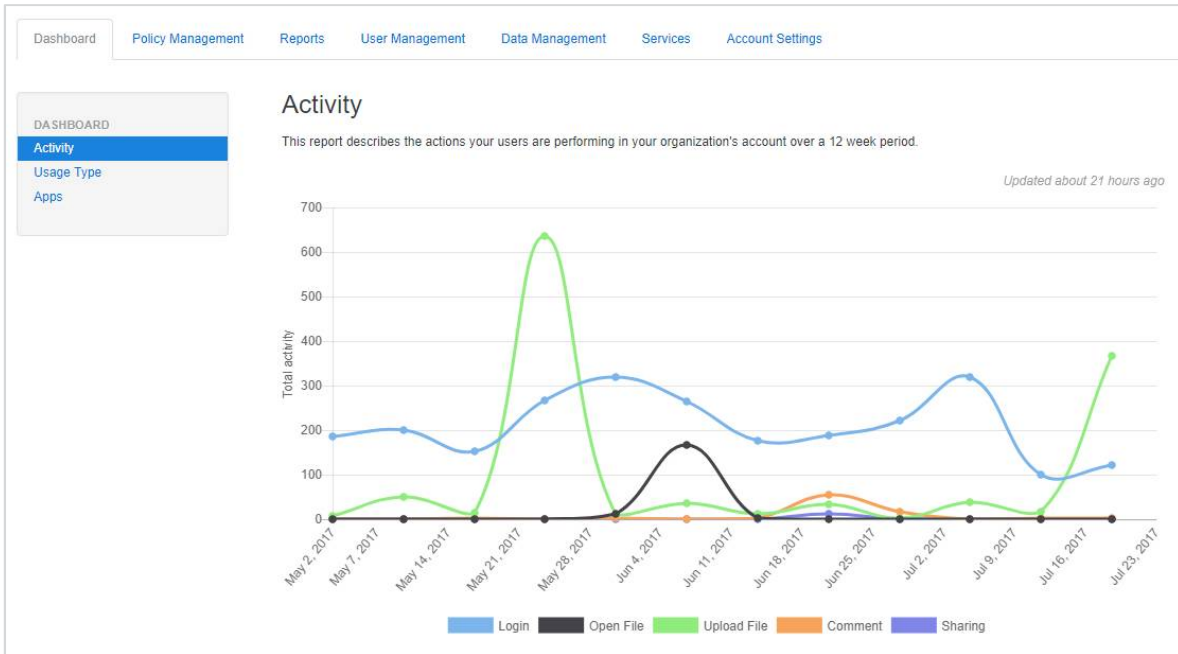 Dashboard Policy Management Reports User Management Data Management Services Account Settings
DASHBOARD
Activity
Usage Type
Apps
Activity
This report describes the actions your users are performing in your organization's account over a 12 week period.
Updated about 21 hours ago
Total activity
700
600
500
400
300
200
100
0
May 2, 2017 May 7, 2017 May 14, 2017 May 21, 2017 May 28, 2017 Jun 4, 2017 Jun 11, 2017 Jun 18, 2017 Jun 25, 2017 Jul 2, 2017 Jul 9, 2017 Jul 16, 2017 Jul 23, 2017
Login Open File Upload File Comment Sharing